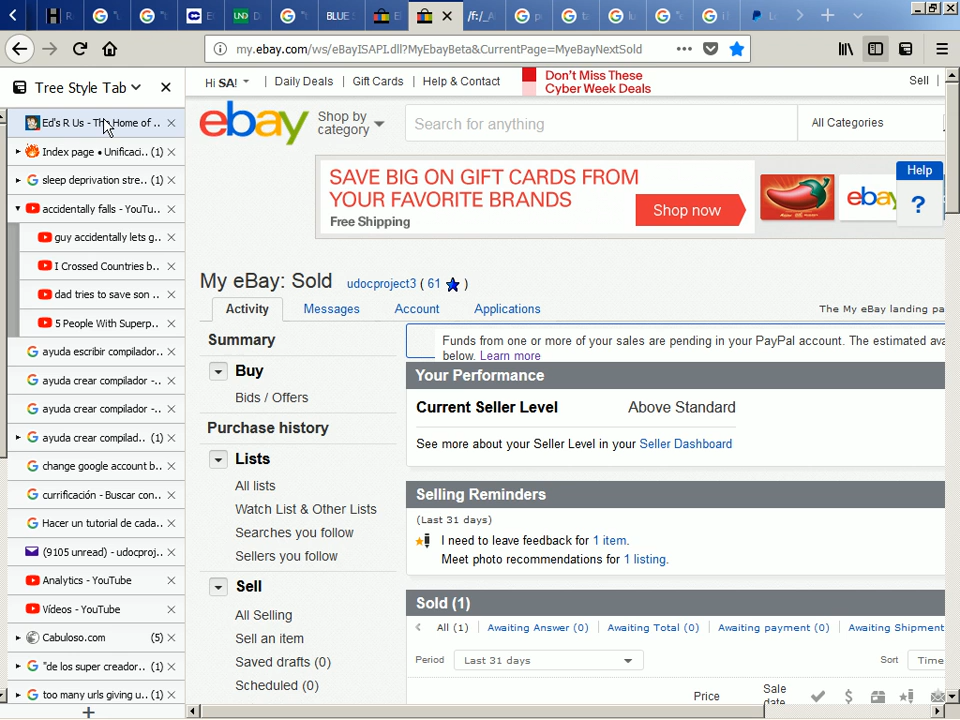 BLUE
f:/_/
my.ebay.com/ws/eBayISAPI.dll?MyEbayBeta&CurrentPage=MyeBayNextSold
Tree Style Tab
Ed's R Us - The Home of ..
Index page • Unificaci.. (1)
sleep deprivation stre.. (1)
accidentally falls - YouTu..
guy accidentally lets g..
I Crossed Countries b..
dad tries to save son ..
5 People With Superp..
ayuda escribir compilador..
ayuda crear compilador -..
ayuda crear compilador -..
ayuda crear compilad.. (1)
change google account b..
currificación - Buscar con..
Hacer un tutorial de cada..
(9105 unread) - udocproj..
Analytics - YouTube
Vídeos - YouTube
Cabuloso.com (5)
"de los super creador.. (1)
too many urls giving u.. (1)
Hi SA! Daily Deals Gift Cards Help & Contact
Don't Miss These
Cyber Week Deals
Sell
ebay
Shop by
category
Search for anything
All Categories
SAVE BIG ON GIFT CARDS FROM
YOUR FAVORITE BRANDS
Free Shipping
Shop now
ebay
Help
?
My eBay: Sold udocproject3 ( 61 )
Activity Messages Account Applications
The My eBay landing pa
Summary
Buy
Bids / Offers
Purchase history
Lists
All lists
Watch List & Other Lists
Searches you follow
Sellers you follow
Sell
All Selling
Sell an item
Saved drafts (0)
Scheduled (0)
Funds from one or more of your sales are pending in your PayPal account. The estimated ava
below. Learn more
Your Performance
Current Seller Level Above Standard
See more about your Seller Level in your Seller Dashboard
Selling Reminders
(Last 31 days)
I need to leave feedback for 1 item.
Meet photo recommendations for 1 listing.
Sold (1)
All (1) Awaiting Answer (0) Awaiting Total (0) Awaiting payment (0) Awaiting Shipment
Period Last 31 days Sort Time
Price Sale
date